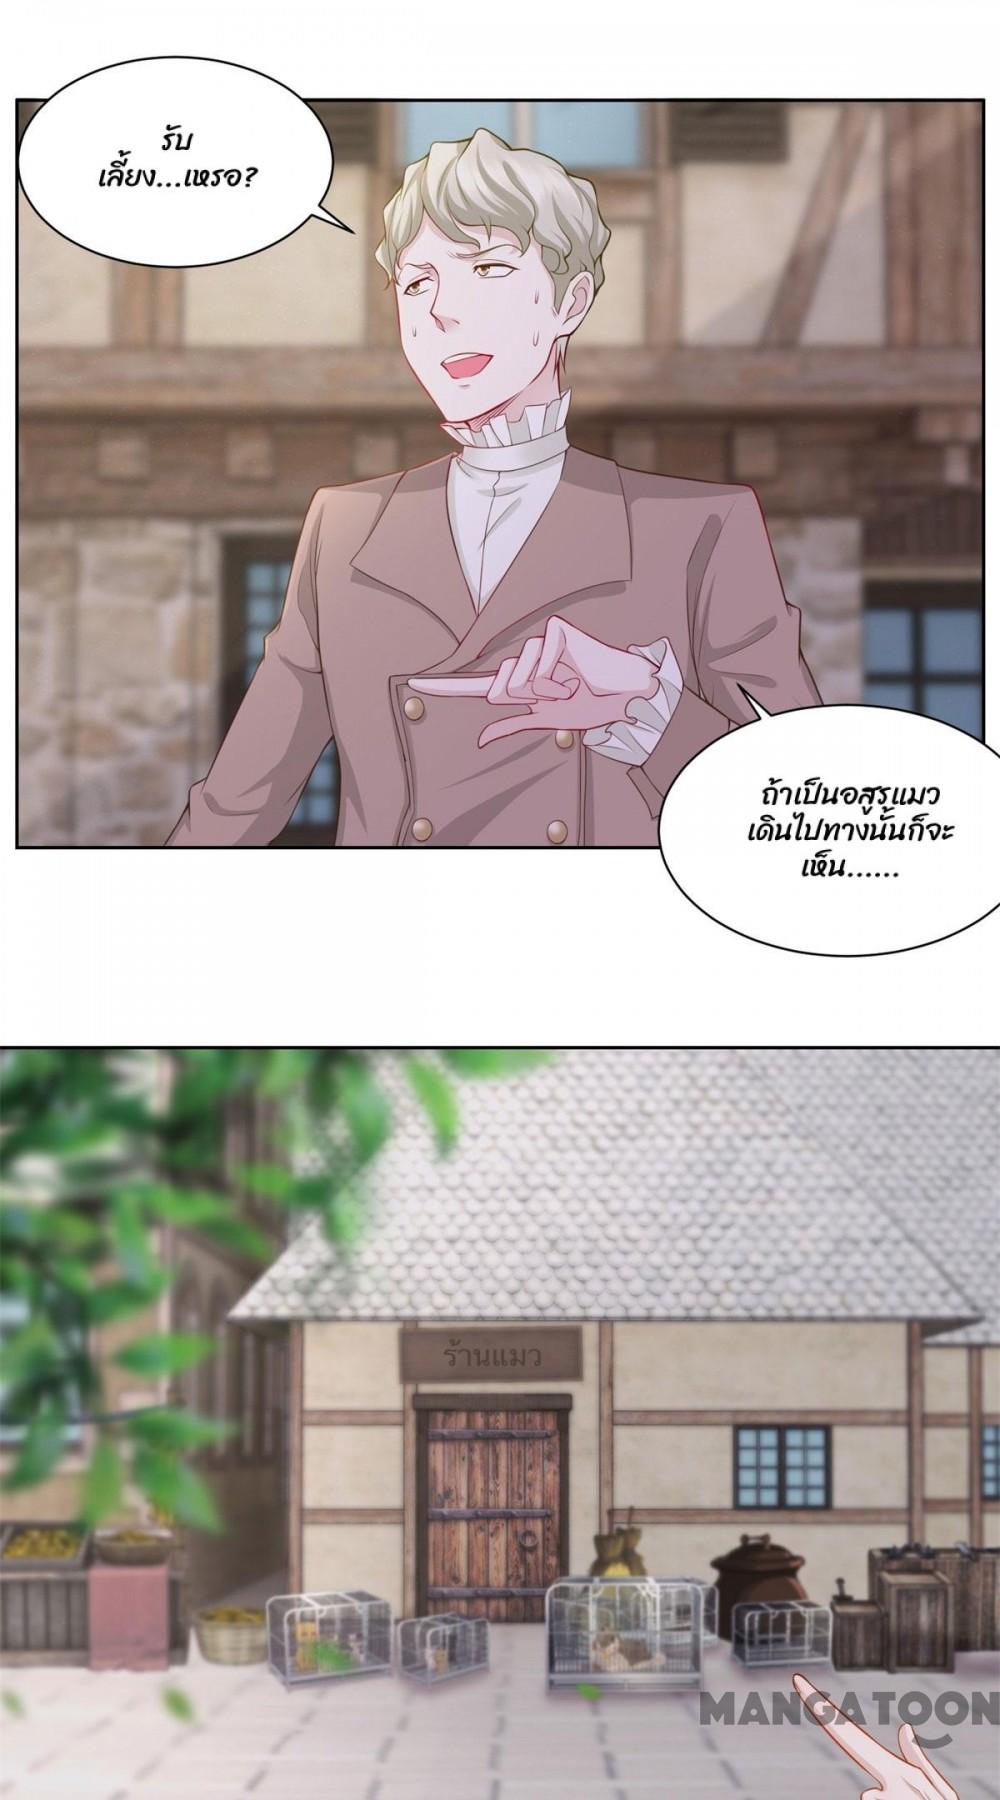 รับ
เลี้ยง...เหรอ?
ถ้าเป็นอสูรแมว
เดินไปทางนั้นก็จะ
เห็น......
ร้านแมว
MANGATOON